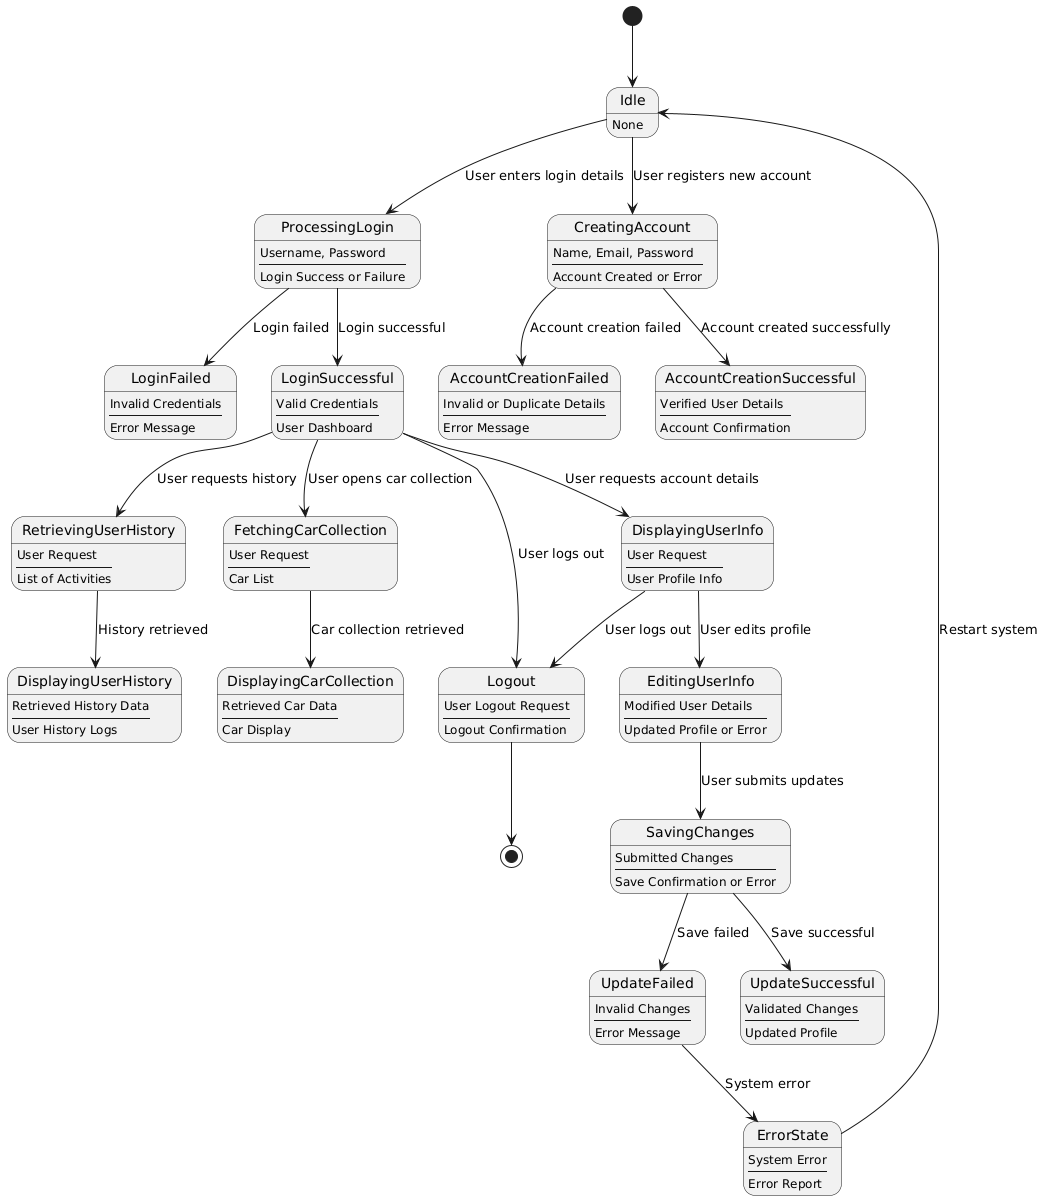 Idle
None
User enters login details
User registers new account
ProcessingLogin
Username, Password
Login Success or Failure
CreatingAccount
Name, Email, Password
Account Created or Error
Login failed
Login successful
Account creation failed
Account created successfully
LoginFailed
Invalid Credentials
Error Message
LoginSuccessful
Valid Credentials
User Dashboard
AccountCreationFailed
Invalid or Duplicate Details
Error Message
AccountCreationSuccessful
Verified User Details
Account Confirmation
User requests history
User opens car collection
User requests account details
RetrievingUserHistory
User Request
List of Activities
FetchingCarCollection
User Request
Car List
User logs out
DisplayingUserInfo
User Request
User Profile Info
History retrieved
Car collection retrieved
User logs out
User edits profile
Restart system
DisplayingUserHistory
Retrieved History Data
User History Logs
DisplayingCarCollection
Retrieved Car Data
Car Display
Logout
User Logout Request
Logout Confirmation
EditingUserInfo
Modified User Details
Updated Profile or Error
User submits updates
SavingChanges
Submitted Changes
Save Confirmation or Error
Save failed
Save successful
UpdateFailed
Invalid Changes
Error Message
UpdateSuccessful
Validated Changes
Updated Profile
System error
ErrorState
System Error
Error Report